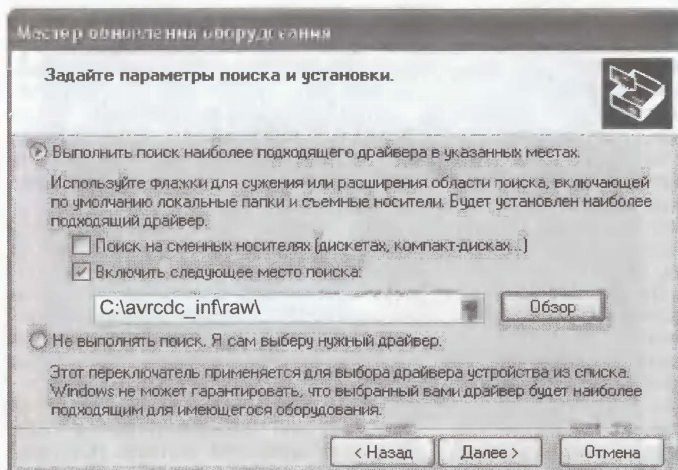 Мастер обновления оборудования
Задайте параметры поиска и установки.
Выполнить поиск наиболее подходящего драйвера в указанных местах.
Используйте флажки для сужения или расширения области поиска, включающей
по умолчанию локальные папки и съемные носители. Будет установлен наиболее
подходящий драйвер.
Поиск на сменных носителях (дискетах, компакт-дисках...)
Включить следующее место поиска:
C:\avrcdc_inf\raw\
Обзор
Не выполнять поиск. Я сам выберу нужный драйвер.
Этот переключатель применяется для выбора драйвера устройства из списка.
Windows не может гарантировать, что выбранный вами драйвер будет наиболее
подходящим для имеющегося оборудования.
< Назад
Далее >
Отмена